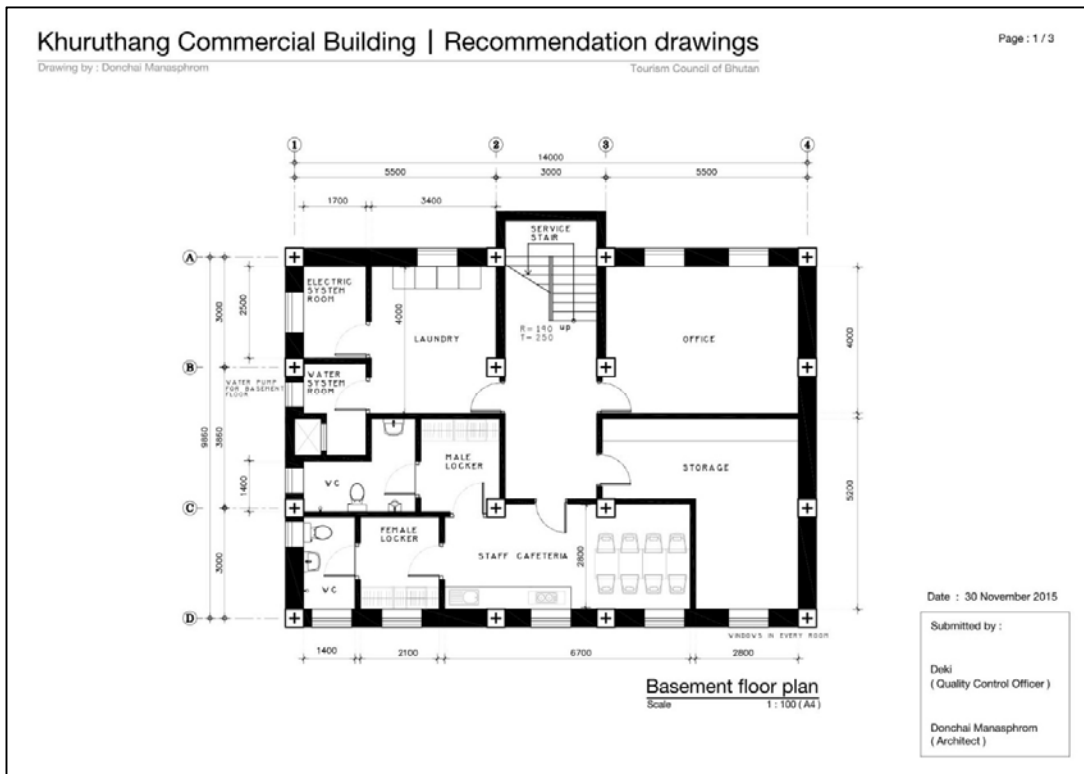 Khuruthang Commercial Building | Recommendation drawings
Page : 1 / 3
Drawing by : Donchai Manasphrom
Tourism Council of Bhutan
1
2
3
4
14000
5500
3000
5500
1700
3400
SERVICE
STAIR
A
ELECTRIC
SYSTEM
ROOM
3000
2500
4000
LAUNDRY
R=190
T=250
up
OFFICE
4000
B
WATER
SYSTEM
ROOM
WATER PUMP
FOR BASEMENT
FLOOR
9860
3860
MALE
LOCKER
STORAGE
1400
WC
5200
C
FEMALE
LOCKER
STAFF CAFETERIA
2800
3000
WC
D
WINDOWS IN EVERY ROOM
1400
2100
6700
2800
Basement floor plan
Scale
1 : 100 ( A4 )
Date : 30 November 2015
Submitted by :
Deki
( Quality Control Officer )
Donchai Manasphrom
( Architect )